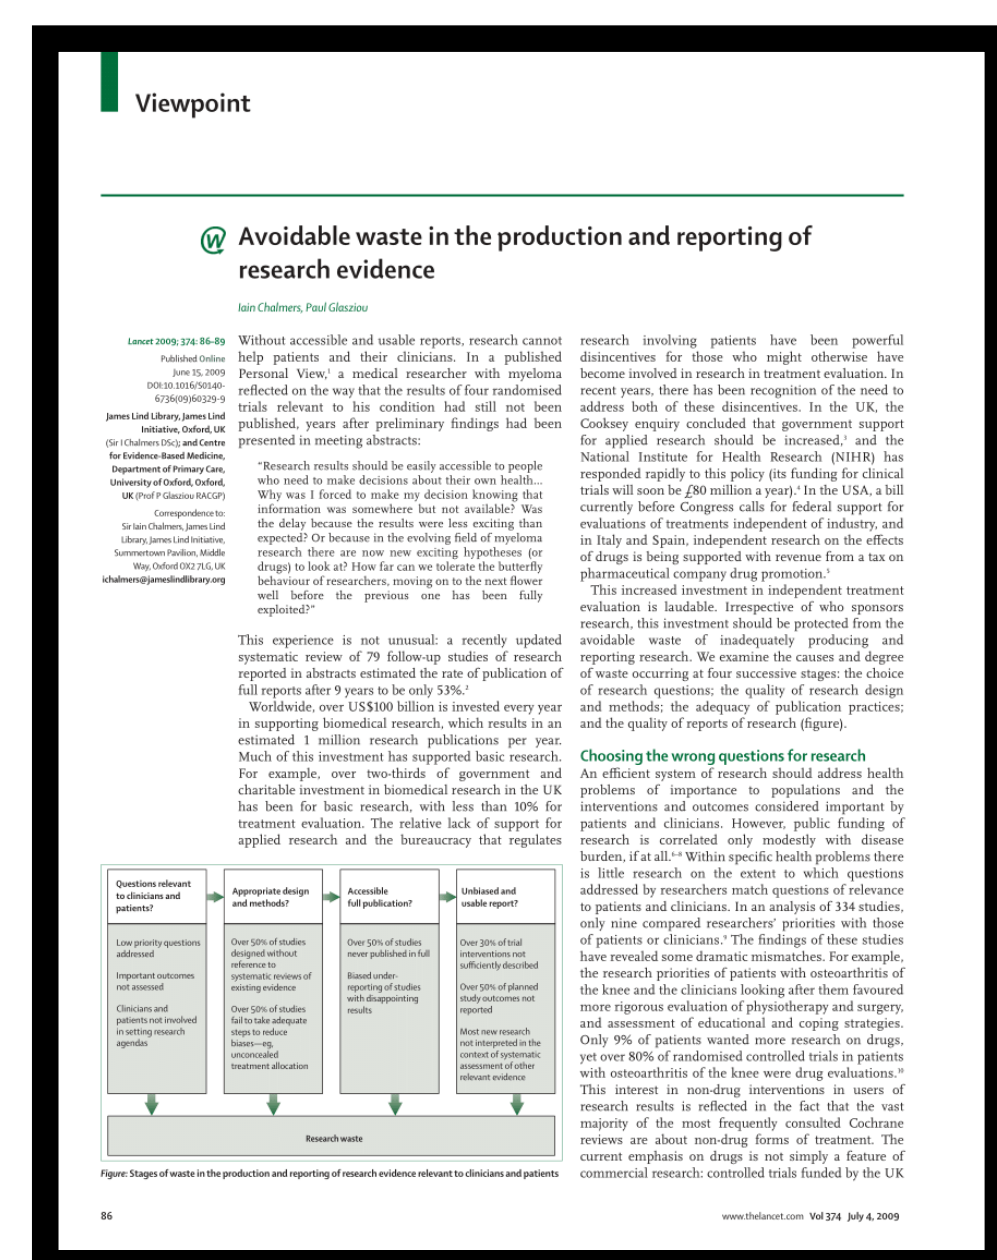 Viewpoint
Avoidable waste in the production and reporting of
research evidence
Iain Chalmers, Paul Glasziou
Lancet 2009; 374: 86–89
Published Online
June 15, 2009
DOI:10.1016/S0140-
6736(09)60329-9
James Lind Library, James Lind
Initiative, Oxford, UK
(Sir I Chalmers DSc); and Centre
for Evidence-Based Medicine,
Department of Primary Care,
University of Oxford, Oxford,
UK (Prof P Glasziou RACGP)
Correspondence to:
Sir Iain Chalmers, James Lind
Library, James Lind Initiative,
Summertown Pavilion, Middle
Way, Oxford OX2 7LG, UK
ichalmers@jameslindlibrary.org
Without accessible and usable reports, research cannot
help patients and their clinicians. In a published
Personal View,¹ a medical researcher with myeloma
reflected on the way that the results of four randomised
trials relevant to his condition had still not been
published, years after preliminary findings had been
presented in meeting abstracts:
“Research results should be easily accessible to people
who need to make decisions about their own health...
Why was I forced to make my decision knowing that
information was somewhere but not available? Was
the delay because the results were less exciting than
expected? Or because in the evolving field of myeloma
research there are now new exciting hypotheses (or
drugs) to look at? How far can we tolerate the butterfly
behaviour of researchers, moving on to the next flower
well before the previous one has been fully
exploited?”
This experience is not unusual: a recently updated
systematic review of 79 follow-up studies of research
reported in abstracts estimated the rate of publication of
full reports after 9 years to be only 53%.²
Worldwide, over US$100 billion is invested every year
in supporting biomedical research, which results in an
estimated 1 million research publications per year.
Much of this investment has supported basic research.
For example, over two-thirds of government and
charitable investment in biomedical research in the UK
has been for basic research, with less than 10% for
treatment evaluation. The relative lack of support for
applied research and the bureaucracy that regulates
research involving patients have been powerful
disincentives for those who might otherwise have
become involved in research in treatment evaluation. In
recent years, there has been recognition of the need to
address both of these disincentives. In the UK, the
Cooksey enquiry concluded that government support
for applied research should be increased,³ and the
National Institute for Health Research (NIHR) has
responded rapidly to this policy (its funding for clinical
trials will soon be £80 million a year).⁴ In the USA, a bill
currently before Congress calls for federal support for
evaluations of treatments independent of industry, and
in Italy and Spain, independent research on the effects
of drugs is being supported with revenue from a tax on
pharmaceutical company drug promotion.⁵
This increased investment in independent treatment
evaluation is laudable. Irrespective of who sponsors
research, this investment should be protected from the
avoidable waste of inadequately producing and
reporting research. We examine the causes and degree
of waste occurring at four successive stages: the choice
of research questions; the quality of research design
and methods; the adequacy of publication practices;
and the quality of reports of research (figure).
Choosing the wrong questions for research
An efficient system of research should address health
problems of importance to populations and the
interventions and outcomes considered important by
patients and clinicians. However, public funding of
research is correlated only modestly with disease
burden, if at all.⁶⁻⁸ Within specific health problems there
is little research on the extent to which questions
addressed by researchers match questions of relevance
to patients and clinicians. In an analysis of 334 studies,
only nine compared researchers’ priorities with those
of patients or clinicians.⁹ The findings of these studies
have revealed some dramatic mismatches. For example,
the research priorities of patients with osteoarthritis of
the knee and the clinicians looking after them favoured
more rigorous evaluation of physiotherapy and surgery,
and assessment of educational and coping strategies.
Only 9% of patients wanted more research on drugs,
yet over 80% of randomised controlled trials in patients
with osteoarthritis of the knee were drug evaluations.¹⁰
This interest in non-drug interventions in users of
research results is reflected in the fact that the vast
majority of the most frequently consulted Cochrane
reviews are about non-drug forms of treatment. The
current emphasis on drugs is not simply a feature of
commercial research: controlled trials funded by the UK
Questions relevant
to clinicians and
patients?
Low priority questions
addressed
Important outcomes
not assessed
Clinicians and
patients not involved
in setting research
agendas
Appropriate design
and methods?
Over 50% of studies
designed without
reference to
systematic reviews of
existing evidence
Over 50% of studies
fail to take adequate
steps to reduce
biases—eg,
unconcealed
treatment allocation
Accessible
full publication?
Over 50% of studies
never published in full
Biased under-
reporting of studies
with disappointing
results
Unbiased and
usable report?
Over 30% of trial
interventions not
sufficiently described
Over 50% of planned
study outcomes not
reported
Most new research
not interpreted in the
context of systematic
assessment of other
relevant evidence
Research waste
Figure: Stages of waste in the production and reporting of research evidence relevant to clinicians and patients
86
www.thelancet.com Vol 374 July 4, 2009